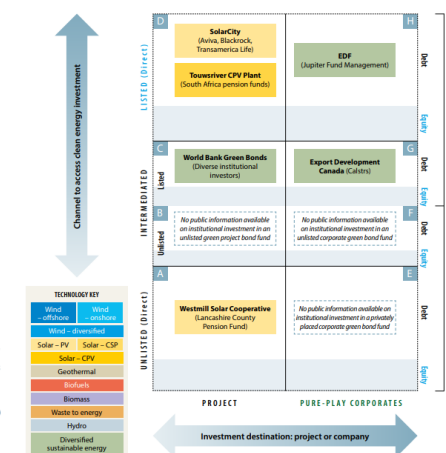 Channel to access clean energy investment
LISTED (Direct)
INTERMEDIATED
Listed
Unlisted
UNLISTED (Direct)
D
SolarCity
(Aviva, Blackrock,
Transamerica Life)
Touwsriver CPV Plant
(South Africa pension funds)
H
EDF
(Jupiter Fund Management)
Debt
Equity
C
World Bank Green Bonds
(Diverse institutional
investors)
G
Export Development
Canada (Calstrs)
Debt
Equity
B
No public information available
on institutional investment in an
unlisted green project bond fund
F
No public information available
on institutional investment in an
unlisted corporate green bond fund
Debt
Equity
A
Westmill Solar Cooperative
(Lancashire County
Pension Fund)
E
No public information available
on institutional investment in a privately
placed corporate green bond fund
Debt
Equity
PROJECT
PURE-PLAY CORPORATES
Investment destination: project or company
TECHNOLOGY KEY
Wind
– offshore
Wind
– onshore
Wind – diversified
Solar – PV
Solar – CSP
Solar – CPV
Geothermal
Biofuels
Biomass
Waste to energy
Hydro
Diversified
sustainable energy